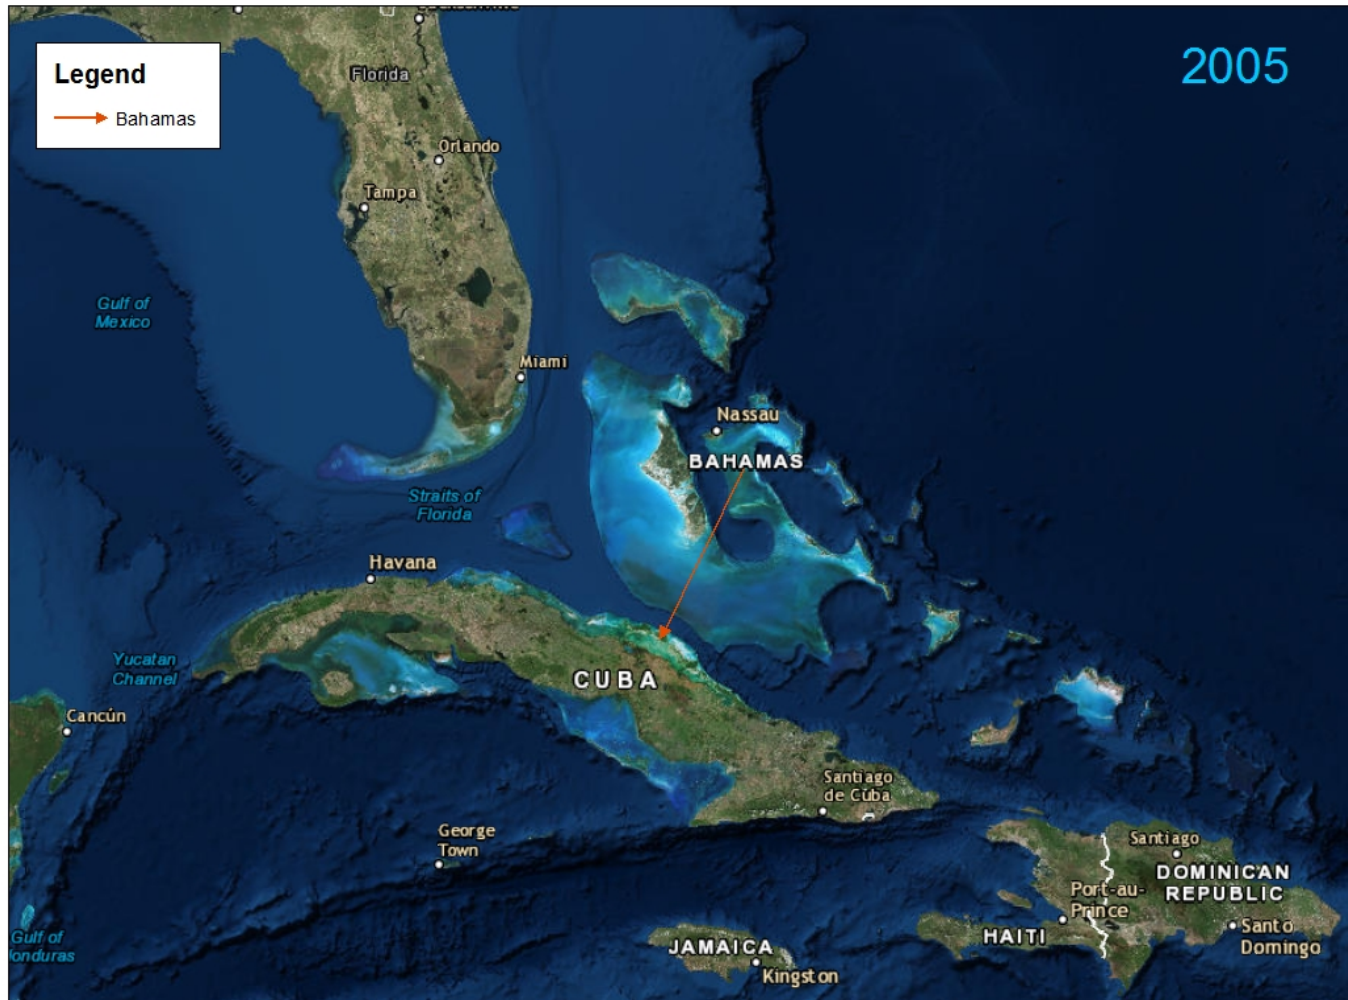 2005
Legend
Bahamas
Florida
Orlando
Tampa
Gulf of
Mexico
Miami
Nassau
BAHAMAS
Straits of
Florida
Havana
Yucatan
Channel
CUBA
Cancún
Santiago
de Cuba
George
Town
Santiago
DOMINICAN
REPUBLIC
Port-au-
Prince
HAITI
Santo
Domingo
JAMAICA
Kingston
Gulf of
onduras